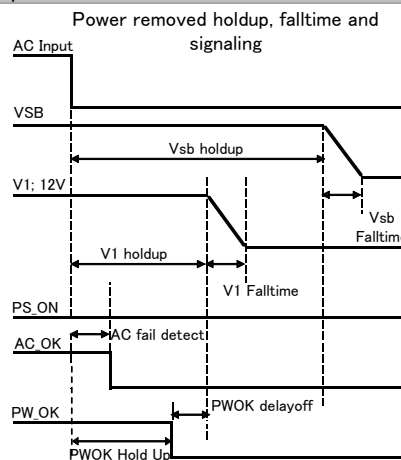 Power removed holdup, falltime and
signaling
AC Input
VSB
Vsb holdup
V1; 12V
Vsb
Falltime
V1 holdup
V1 Falltime
PS_ON
AC fail detect
AC_OK
PWOK delayoff
PW_OK
PWOK Hold Up